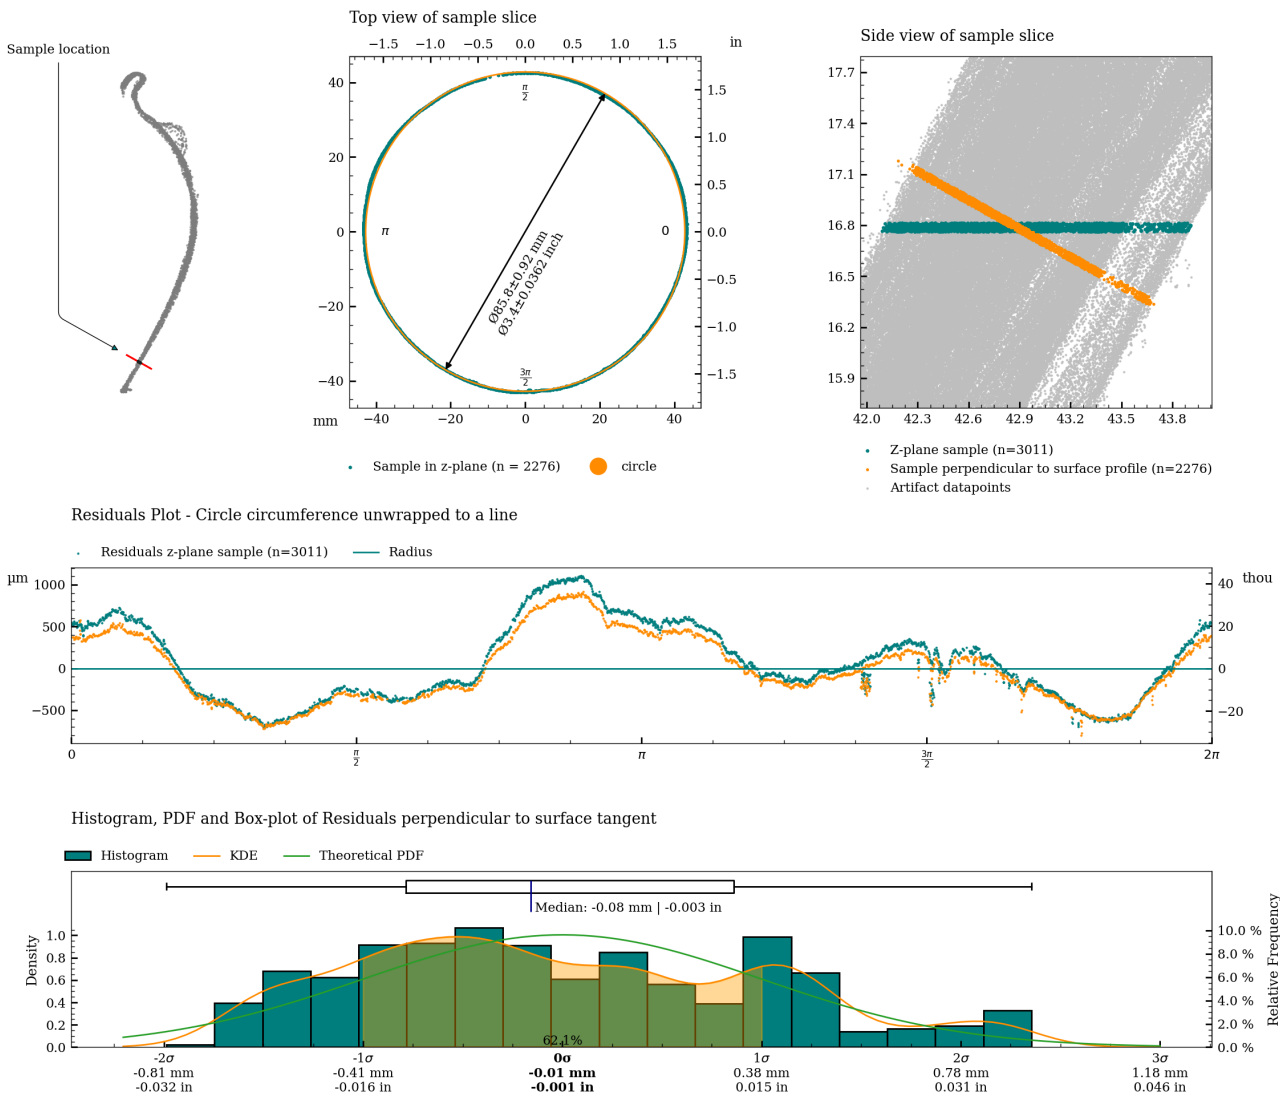 Sample location
Top view of sample slice
−1.5 −1.0 −0.5 0.0 0.5 1.0 1.5 in
40
20
0
−20
−40
mm
1.5
1.0
0.5
0.0
−0.5
−1.0
−1.5
π/2
π
0
3π/2
Ø85.8±0.92 mm
Ø3.4±0.0362 inch
−40 −20 0 20 40
Sample in z-plane (n = 2276) circle
Side view of sample slice
17.7
17.4
17.1
16.8
16.5
16.2
15.9
42.0 42.3 42.6 42.9 43.2 43.5 43.8
Z-plane sample (n=3011)
Sample perpendicular to surface profile (n=2276)
Artifact datapoints
Residuals Plot - Circle circumference unwrapped to a line
Residuals z-plane sample (n=3011) Radius
µm
1000
500
0
−500
40 thou
20
0
−20
0 π/2 π 3π/2 2π
Histogram, PDF and Box-plot of Residuals perpendicular to surface tangent
Histogram KDE Theoretical PDF
Median: -0.08 mm | -0.003 in
Density
1.0
0.8
0.6
0.4
0.2
0.0
10.0 %
8.0 %
6.0 %
4.0 %
2.0 %
0.0 %
Relative Frequency
62.1%
-2σ -1σ 0σ 1σ 2σ 3σ
-0.81 mm -0.41 mm -0.01 mm 0.38 mm 0.78 mm 1.18 mm
-0.032 in -0.016 in -0.001 in 0.015 in 0.031 in 0.046 in